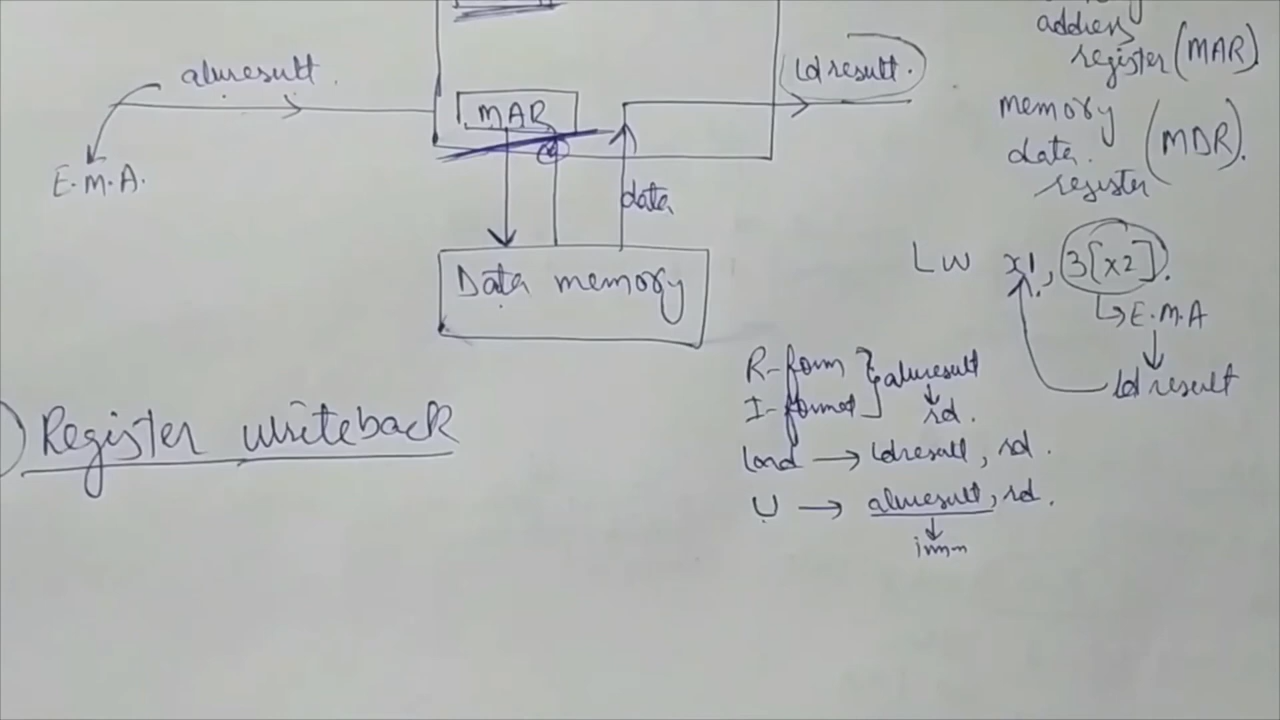 address
register (MAR)
aluresult.
ldresult.
MAR
memory
data.
register
(MDR).
E.M.A.
data
Lw x1, 3[x2].
Data memory
E.M.A
ldresult
R-form
I-format
aluresult
rd.
Register writeback
Load → ldresult, rd.
U → aluresult, rd.
imm